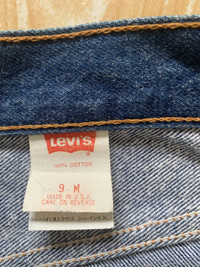 Levi's
®
100% COTTON
9 M
MADE IN U.S.A.
CARE ON REVERSE